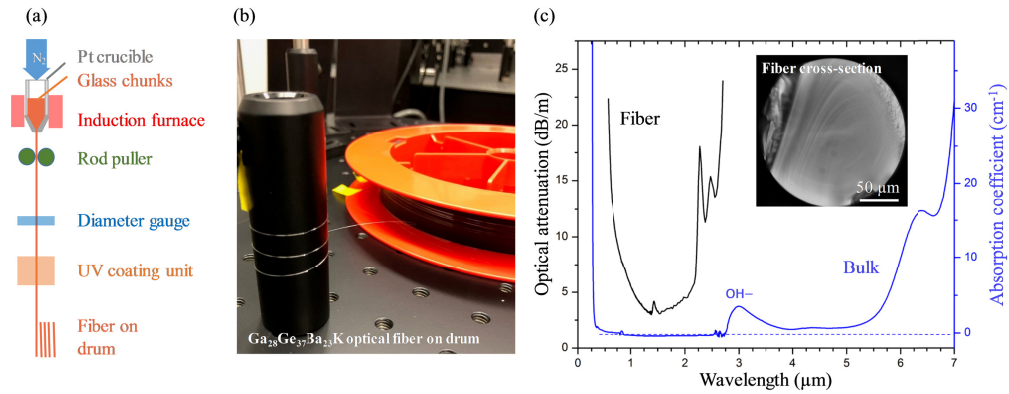 (a)
N₂
Pt crucible
Glass chunks
Induction furnace
Rod puller
Diameter gauge
UV coating unit
Fiber on
drum
(b)
Ga₂₈Ge₃₇Ba₂₃K optical fiber on drum
(c)
Optical attenuation (dB/m)
25
20
15
10
5
0
Fiber
Fiber cross-section
50 µm
Bulk
OH−
0 1 2 3 4 5 6 7
Wavelength (µm)
30
20
10
0
Absorption coefficient (cm⁻¹)